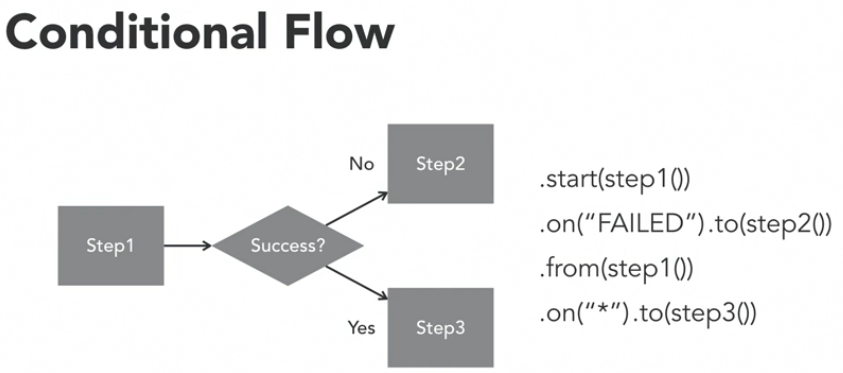 Conditional Flow
Step1
Success?
No
Step2
Yes
Step3
.start(step1())
.on(“FAILED”).to(step2())
.from(step1())
.on(“*”).to(step3())